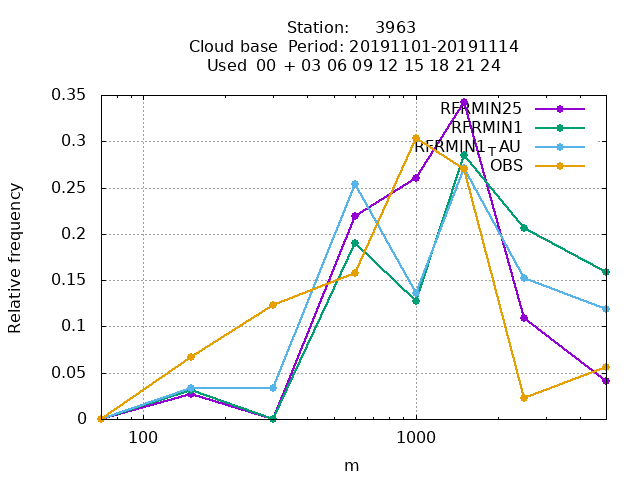 Station: 3963
Cloud base Period: 20191101-20191114
Used 00 + 03 06 09 12 15 18 21 24
0.35
0.3
0.25
0.2
0.15
0.1
0.05
0
Relative frequency
RFRMIN25
RFRMIN1
RFRMIN1TAU
OBS
100
1000
m